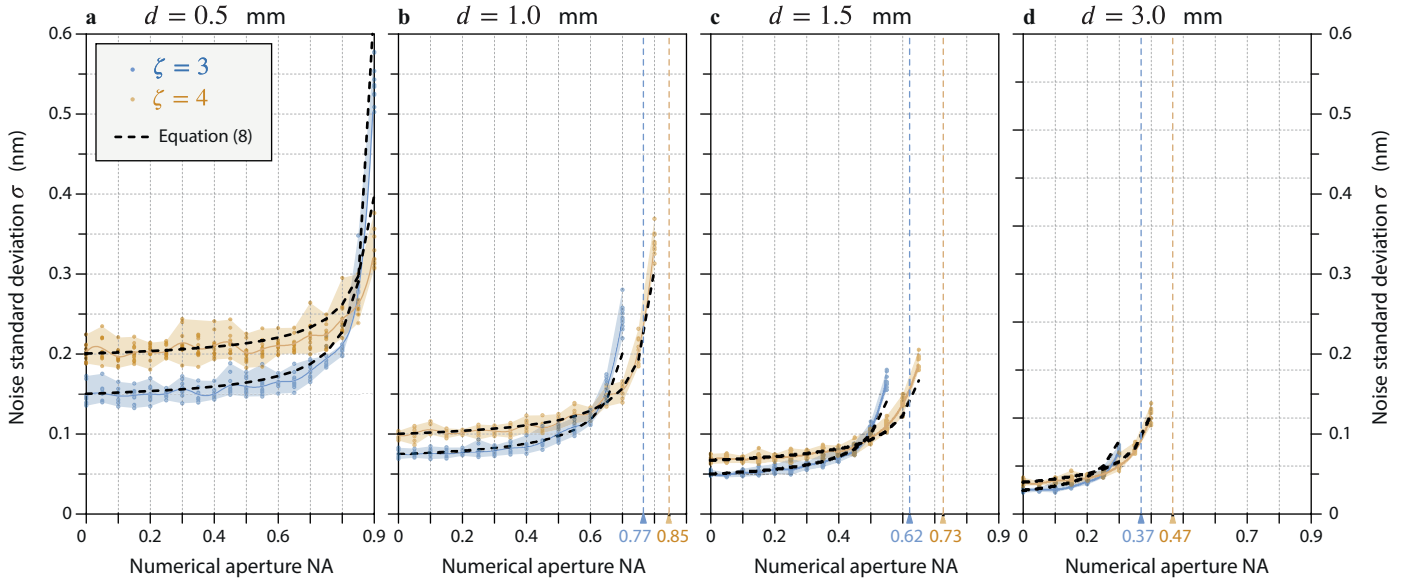 a d = 0.5 mm
b d = 1.0 mm
c d = 1.5 mm
d d = 3.0 mm
ζ = 3
ζ = 4
Equation (8)
Noise standard deviation σ (nm)
0.6
0.5
0.4
0.3
0.2
0.1
0
0 0.2 0.4 0.6 0.9
0 0.2 0.4 0.6 0.77 0.85
0 0.2 0.4 0.62 0.73 0.9
0 0.2 0.37 0.47 0.7 0.9
Numerical aperture NA
Numerical aperture NA
Numerical aperture NA
Numerical aperture NA
0.6
0.5
0.4
0.3
0.2
0.1
0
Noise standard deviation σ (nm)